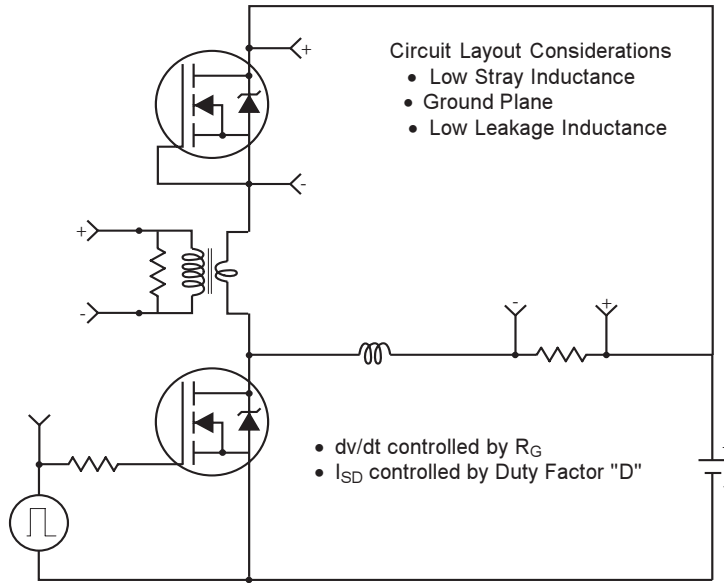 +
Circuit Layout Considerations
• Low Stray Inductance
• Ground Plane
• Low Leakage Inductance
-
+
-
- +
• dv/dt controlled by R_G
• I_SD controlled by Duty Factor "D"
+
-